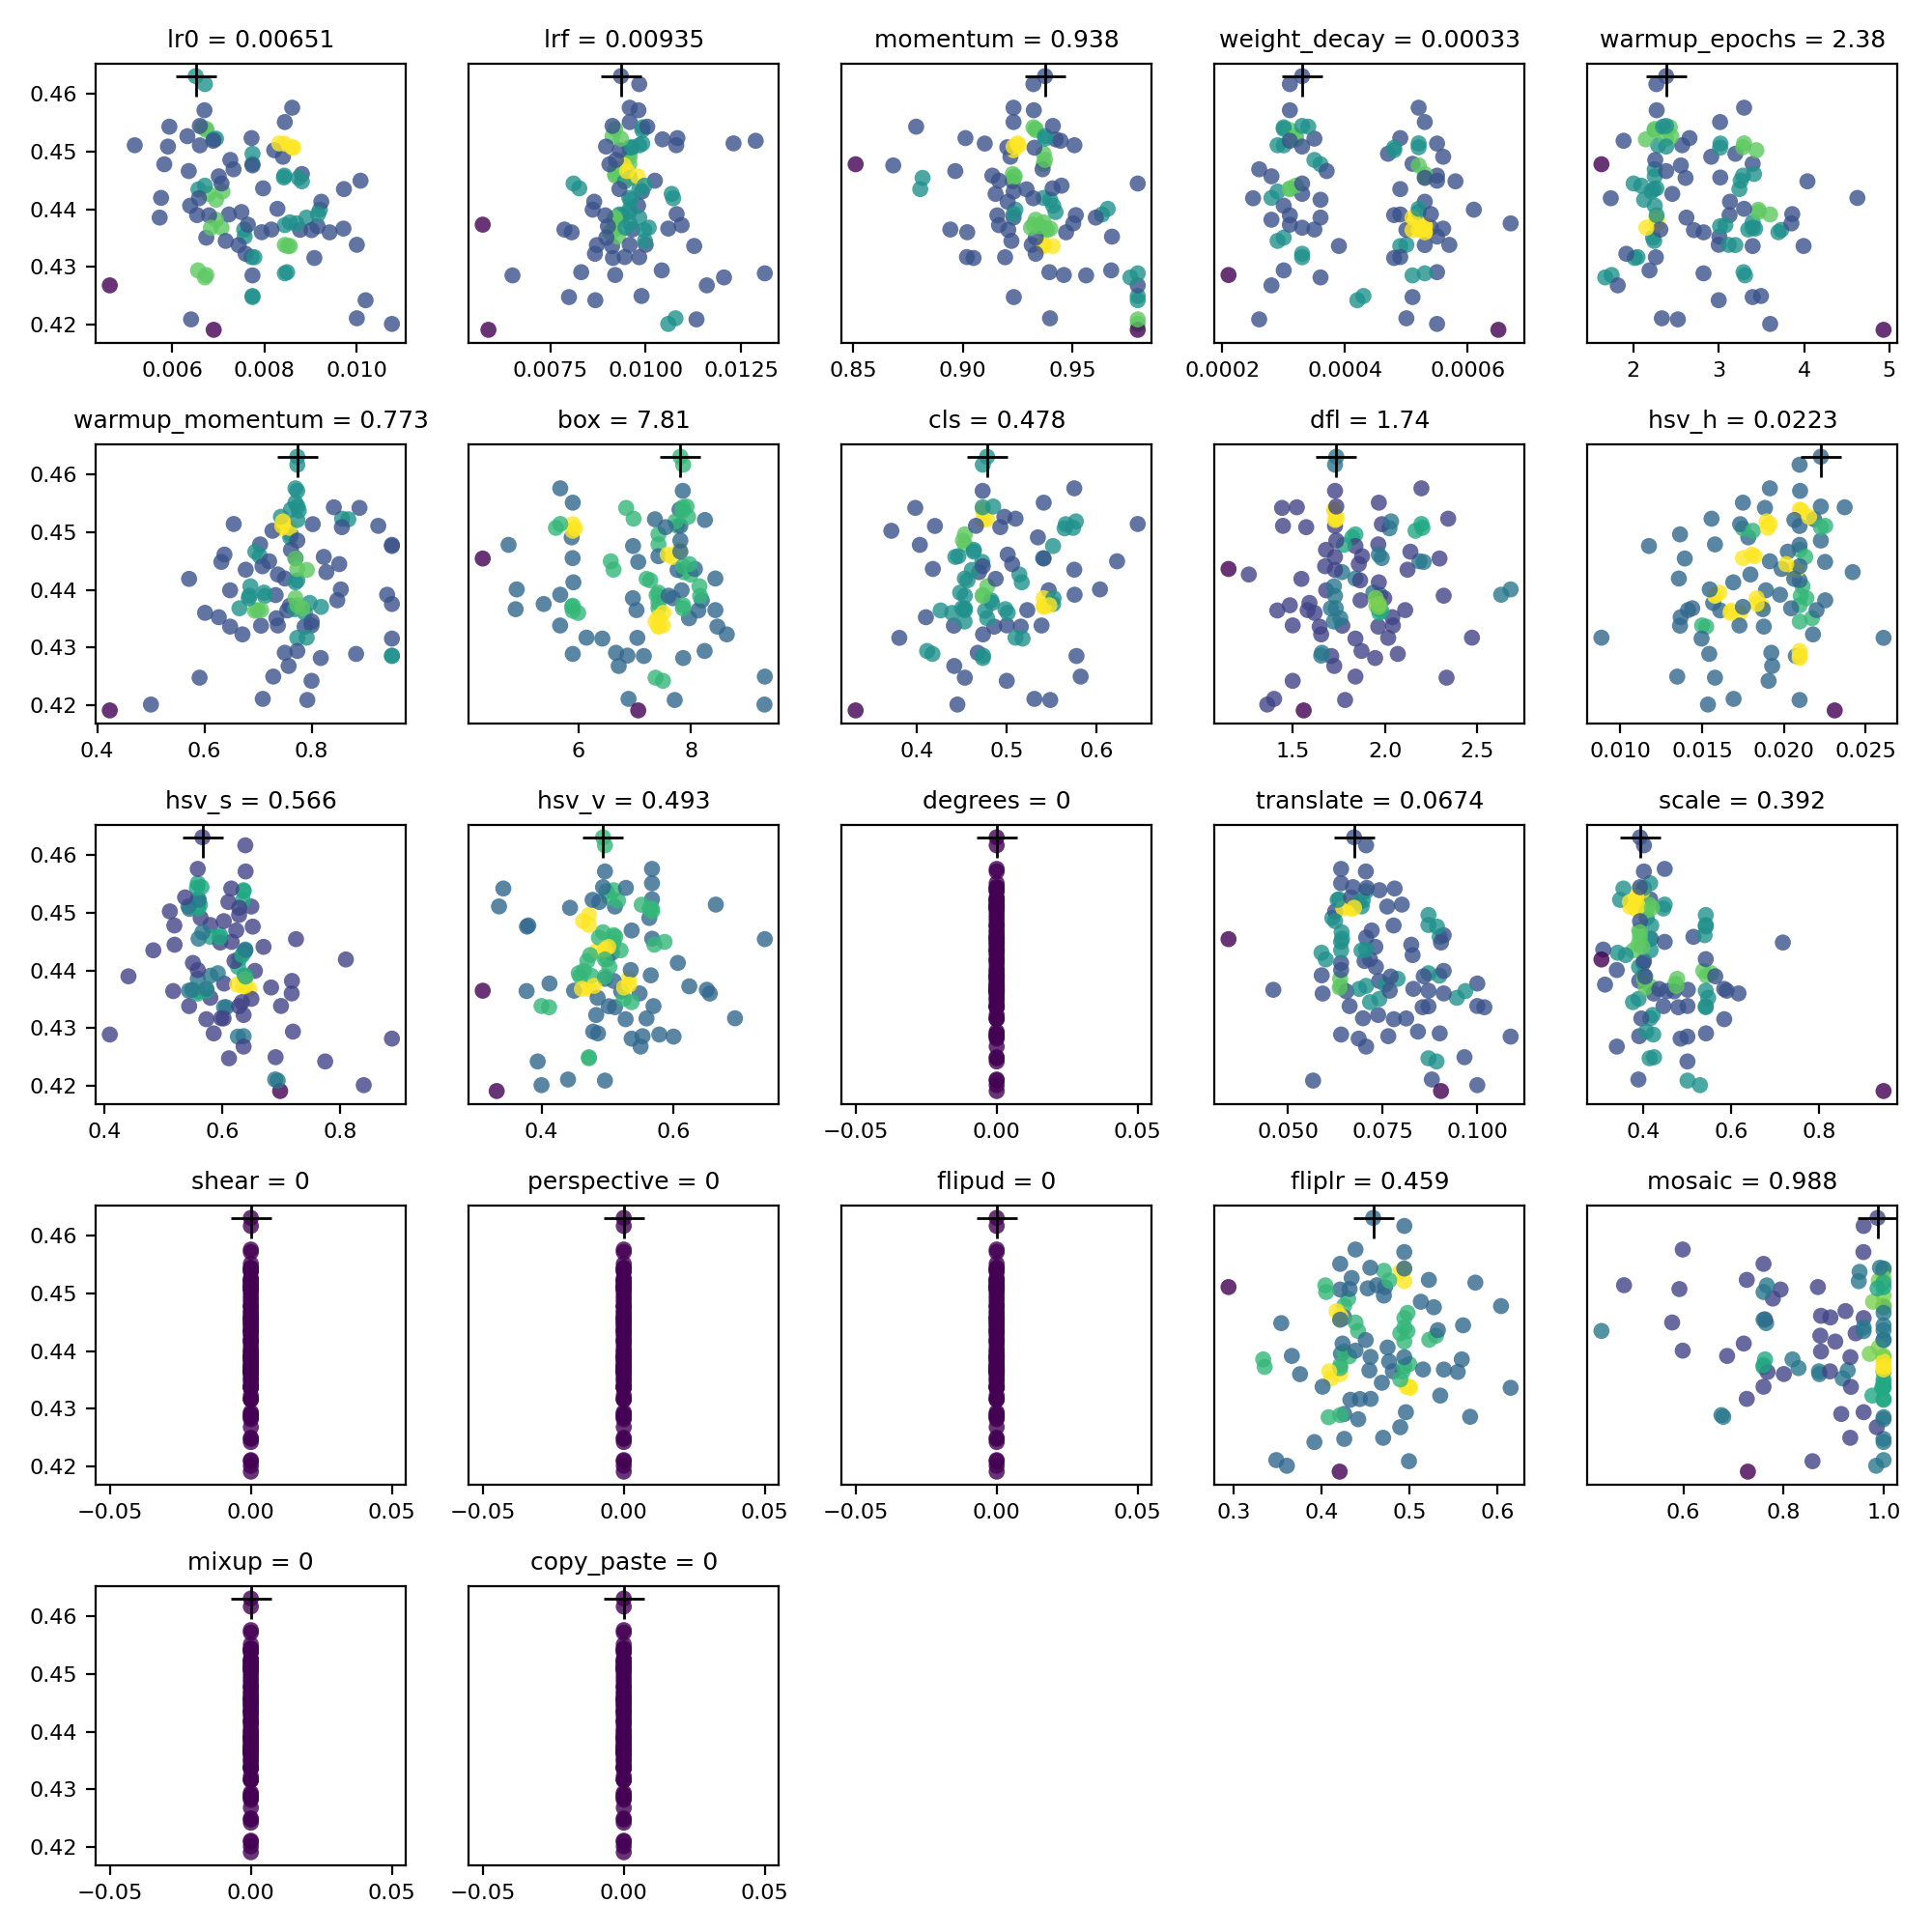 lr0 = 0.00651 lrf = 0.00935 momentum = 0.938 weight_decay = 0.00033 warmup_epochs = 2.38
0.46
0.45
0.44
0.43
0.42
0.006 0.008 0.010 0.0075 0.0100 0.0125 0.85 0.90 0.95 0.0002 0.0004 0.0006 2 3 4 5
warmup_momentum = 0.773 box = 7.81 cls = 0.478 dfl = 1.74 hsv_h = 0.0223
0.46
0.45
0.44
0.43
0.42
0.4 0.6 0.8 6 8 0.4 0.5 0.6 1.5 2.0 2.5 0.010 0.015 0.020 0.025
hsv_s = 0.566 hsv_v = 0.493 degrees = 0 translate = 0.0674 scale = 0.392
0.46
0.45
0.44
0.43
0.42
0.4 0.6 0.8 0.4 0.6 −0.05 0.00 0.05 0.050 0.075 0.100 0.4 0.6 0.8
shear = 0 perspective = 0 flipud = 0 fliplr = 0.459 mosaic = 0.988
0.46
0.45
0.44
0.43
0.42
−0.05 0.00 0.05 −0.05 0.00 0.05 −0.05 0.00 0.05 0.3 0.4 0.5 0.6 0.6 0.8 1.0
mixup = 0 copy_paste = 0
0.46
0.45
0.44
0.43
0.42
−0.05 0.00 0.05 −0.05 0.00 0.05